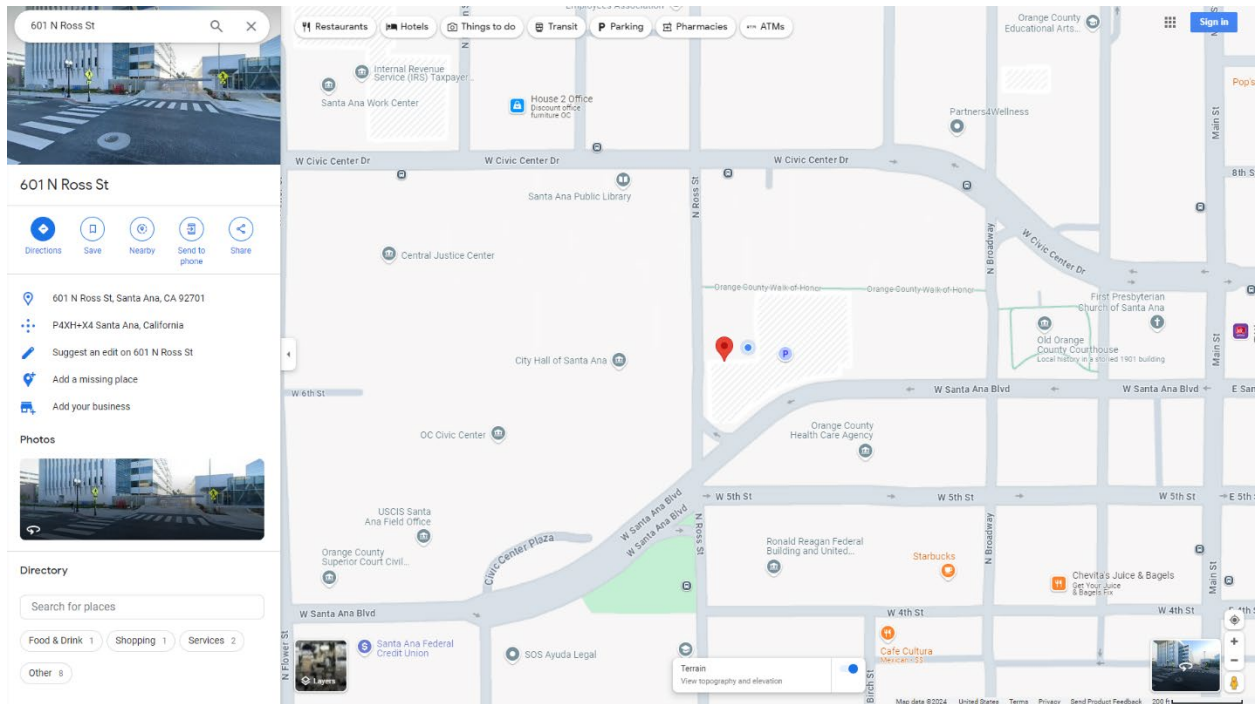 601 N Ross St
601 N Ross St
Directions
Save
Nearby
Send to
phone
Share
601 N Ross St, Santa Ana, CA 92701
P4XH+X4 Santa Ana, California
Suggest an edit on 601 N Ross St
Add a missing place
Add your business
Photos
Directory
Search for places
Food & Drink 1
Shopping 1
Services 2
Other 8
Restaurants
Hotels
Things to do
Transit
Parking
Pharmacies
ATMs
Sign in
Employees Association
Orange County
Educational Arts...
Internal Revenue
Service (IRS) Taxpayer...
Santa Ana Work Center
House 2 Office
Discount office
furniture OC
Partners4Wellness
Pop's
Main St
W Civic Center Dr
W Civic Center Dr
W Civic Center Dr
8th S
Santa Ana Public Library
N Ross St
N Broadway
W Civic Center Dr
Central Justice Center
Orange County Walk of Honor
Orange County Walk of Honor
First Presbyterian
Church of Santa Ana
Old Orange
County Courthouse
Local history in a storied 1901 building
Main St
P
City Hall of Santa Ana
W 6th St
W Santa Ana Blvd
W Santa Ana Blvd
E San
OC Civic Center
Orange County
Health Care Agency
W Santa Ana Blvd
W Santa Ana Blvd
W 5th St
W 5th St
W 5th St
E 5th
USCIS Santa
Ana Field Office
Civic Center Plaza
N Ross St
N Broadway
Orange County
Superior Court Civil...
Ronald Reagan Federal
Building and United...
Starbucks
Chevita's Juice & Bagels
Get Your Juice
& Bagels Fix
Main St
W Santa Ana Blvd
W 4th St
W 4th St
E 4th St
N Flower St
Santa Ana Federal
Credit Union
SOS Ayuda Legal
Cafe Cultura
Mexican · $$
Birch St
Layers
Terrain
View topography and elevation
Map data ©2024
United States
Terms
Privacy
Send Product Feedback
200 ft